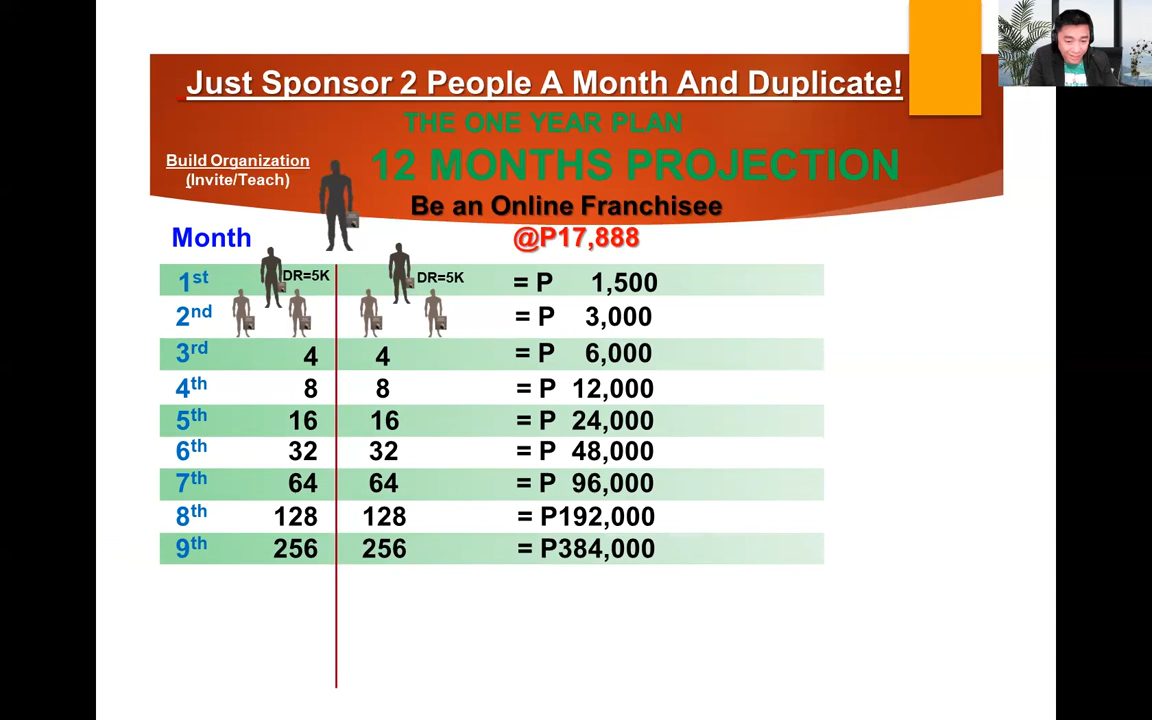 Just Sponsor 2 People A Month And Duplicate!
THE ONE YEAR PLAN
12 MONTHS PROJECTION
Build Organization
(Invite/Teach)
Be an Online Franchisee
Month @P17,888
1st DR=5K DR=5K = P 1,500
2nd = P 3,000
3rd 4 4 = P 6,000
4th 8 8 = P 12,000
5th 16 16 = P 24,000
6th 32 32 = P 48,000
7th 64 64 = P 96,000
8th 128 128 = P192,000
9th 256 256 = P384,000